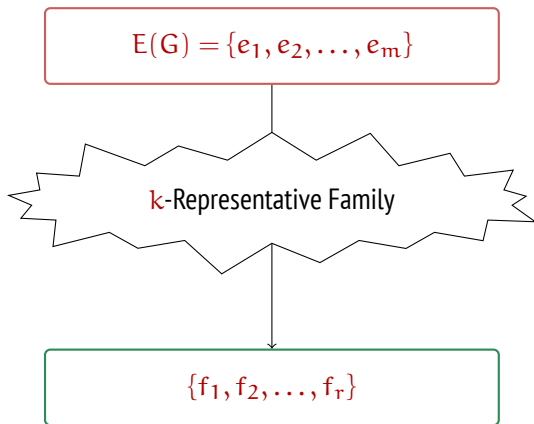 E(G) = {e₁, e₂, . . . , eₘ}
k-Representative Family
{f₁, f₂, . . . , fᵣ}